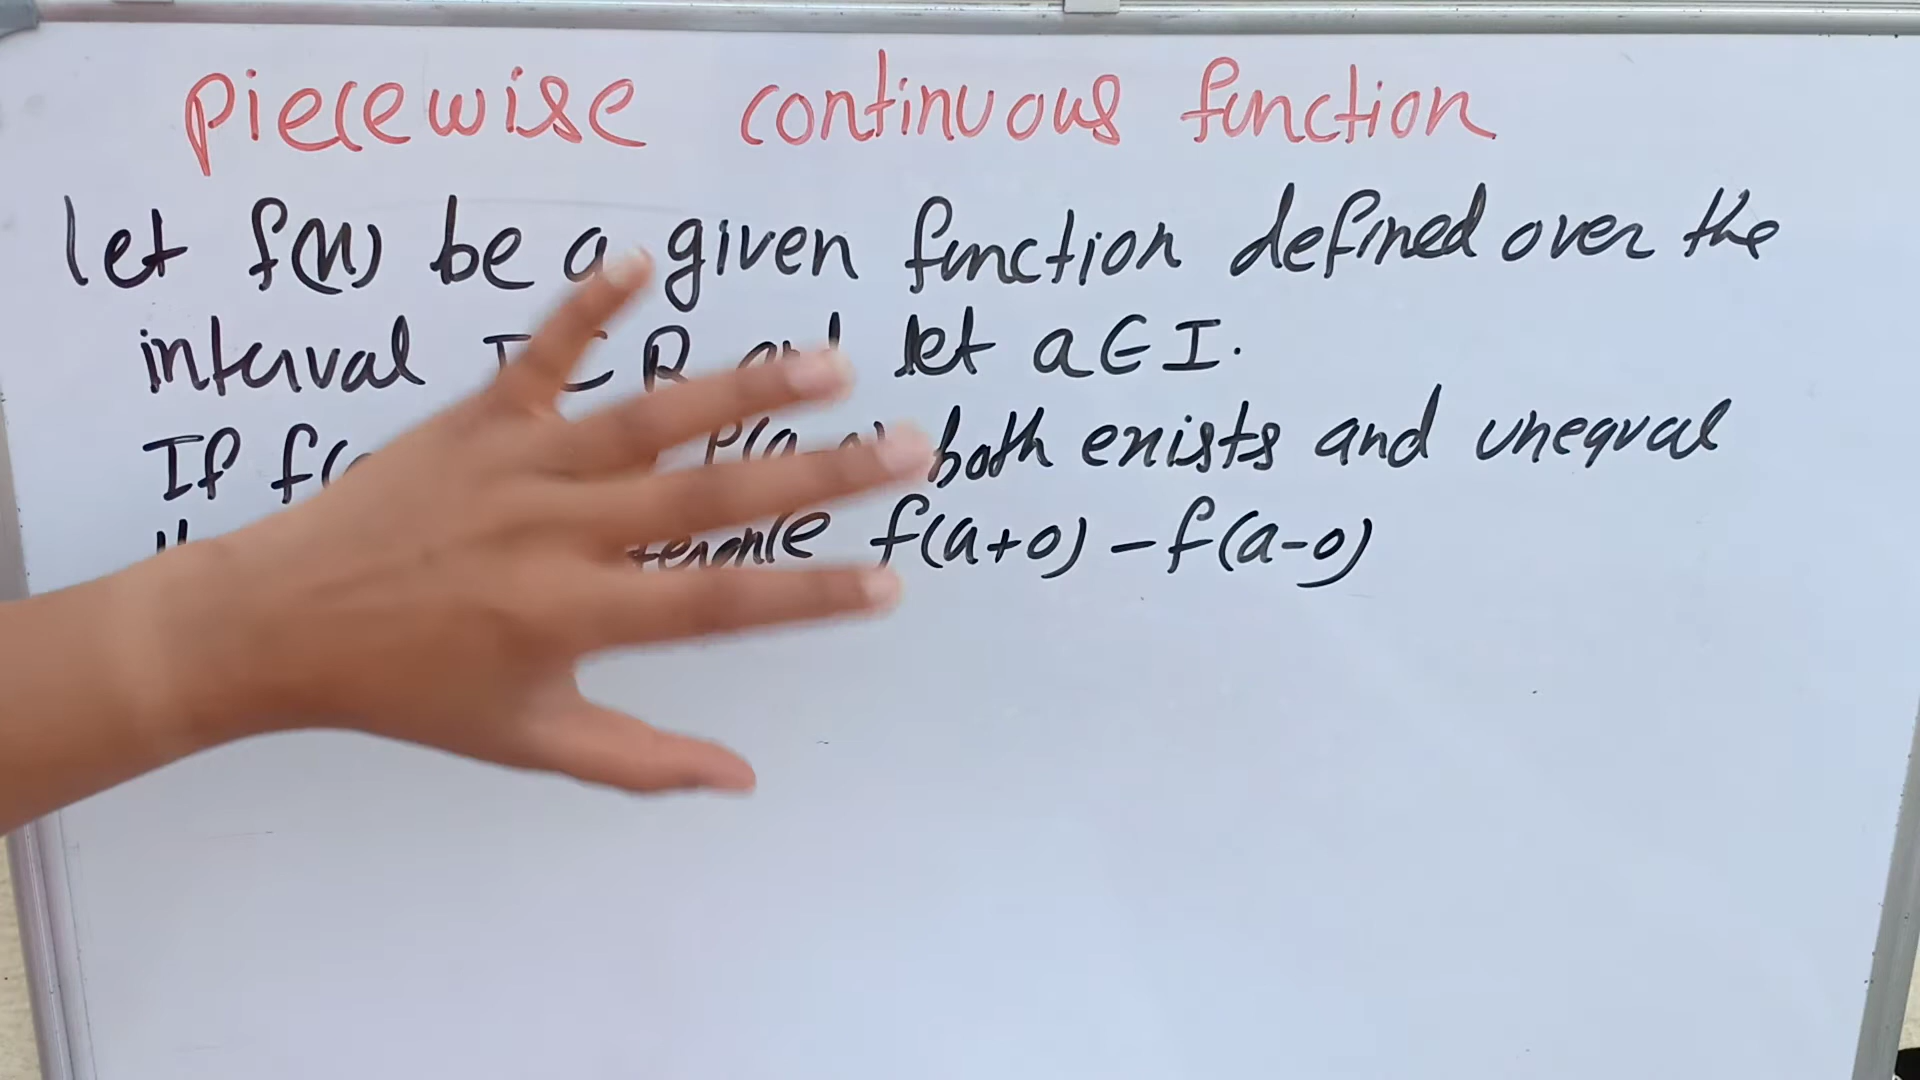 piecewise continuous function
let f(x) be a given function defined over the
interval I ⊂ R and let a ∈ I.
If both exists and unequal
f(a+0) - f(a-0)